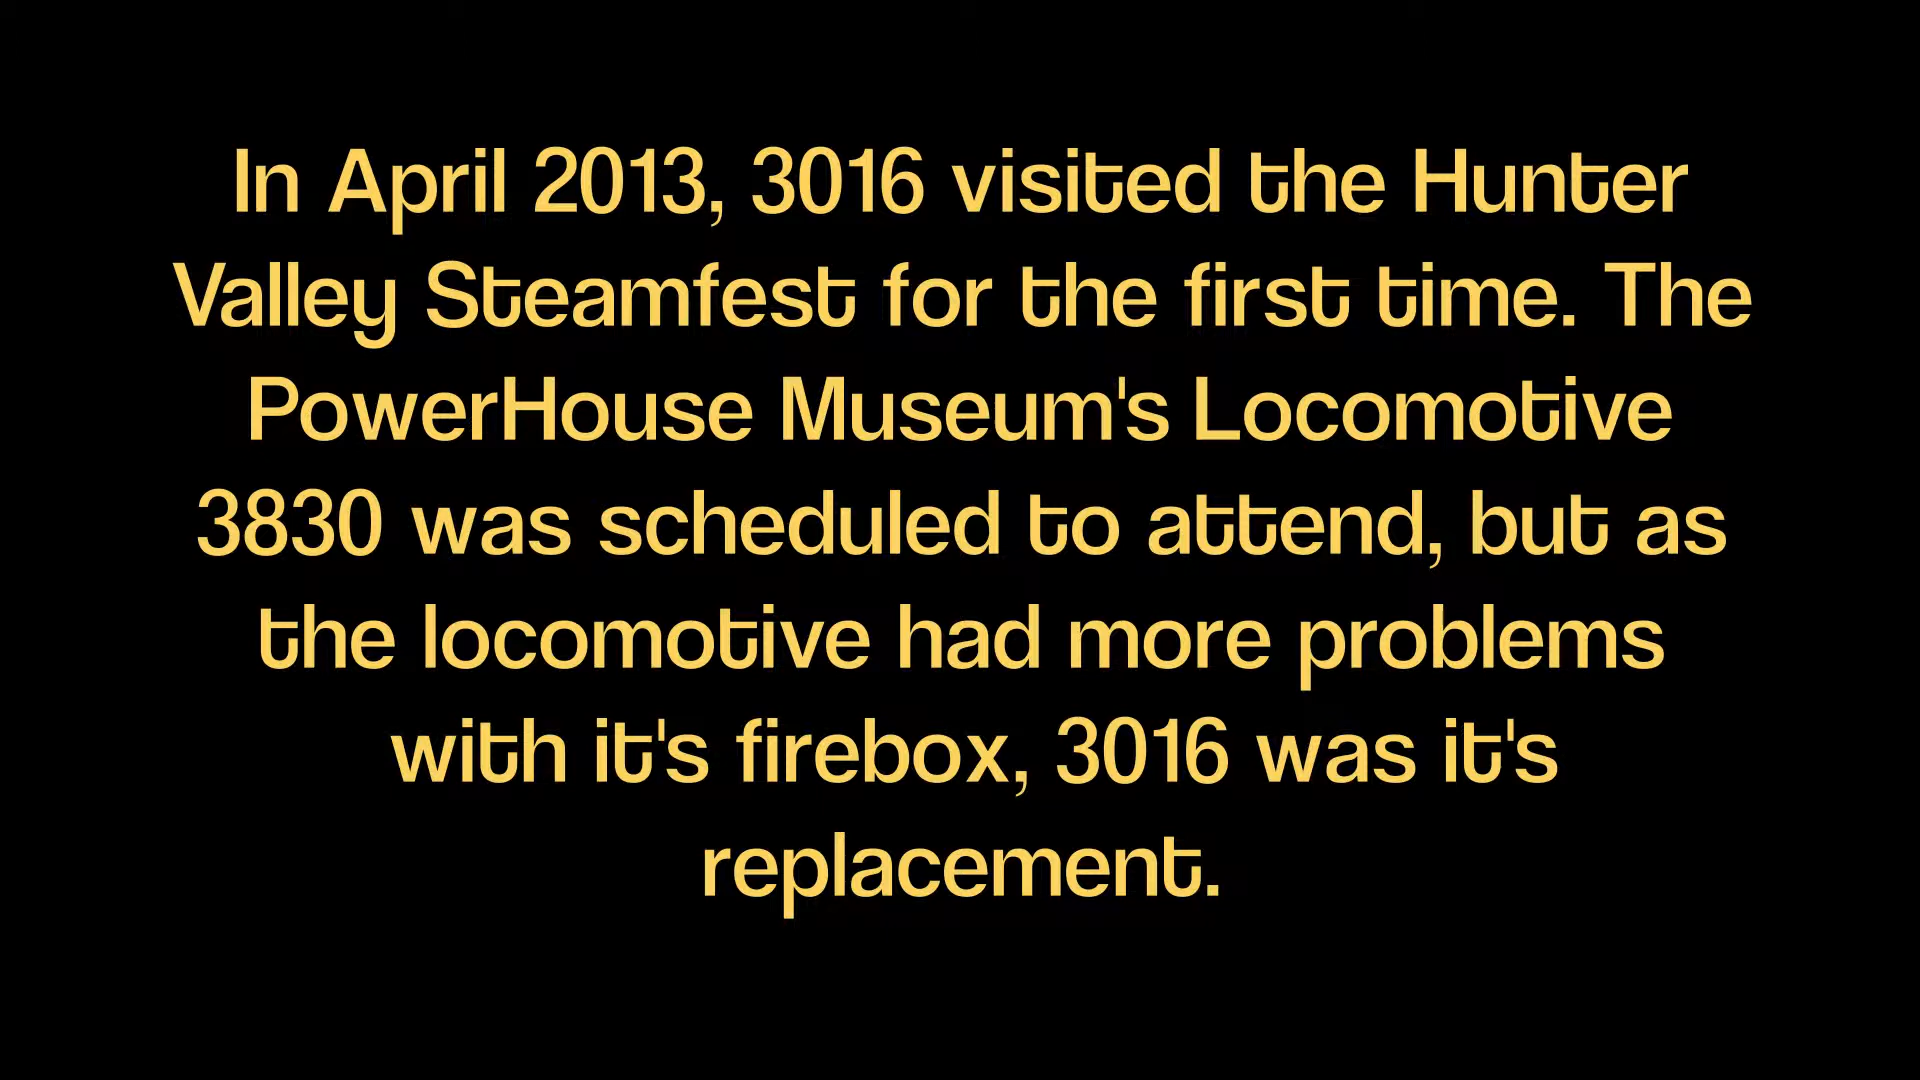 In April 2013, 3016 visited the Hunter
Valley Steamfest for the first time. The
PowerHouse Museum's Locomotive
3830 was scheduled to attend, but as
the locomotive had more problems
with it's firebox, 3016 was it's
replacement.